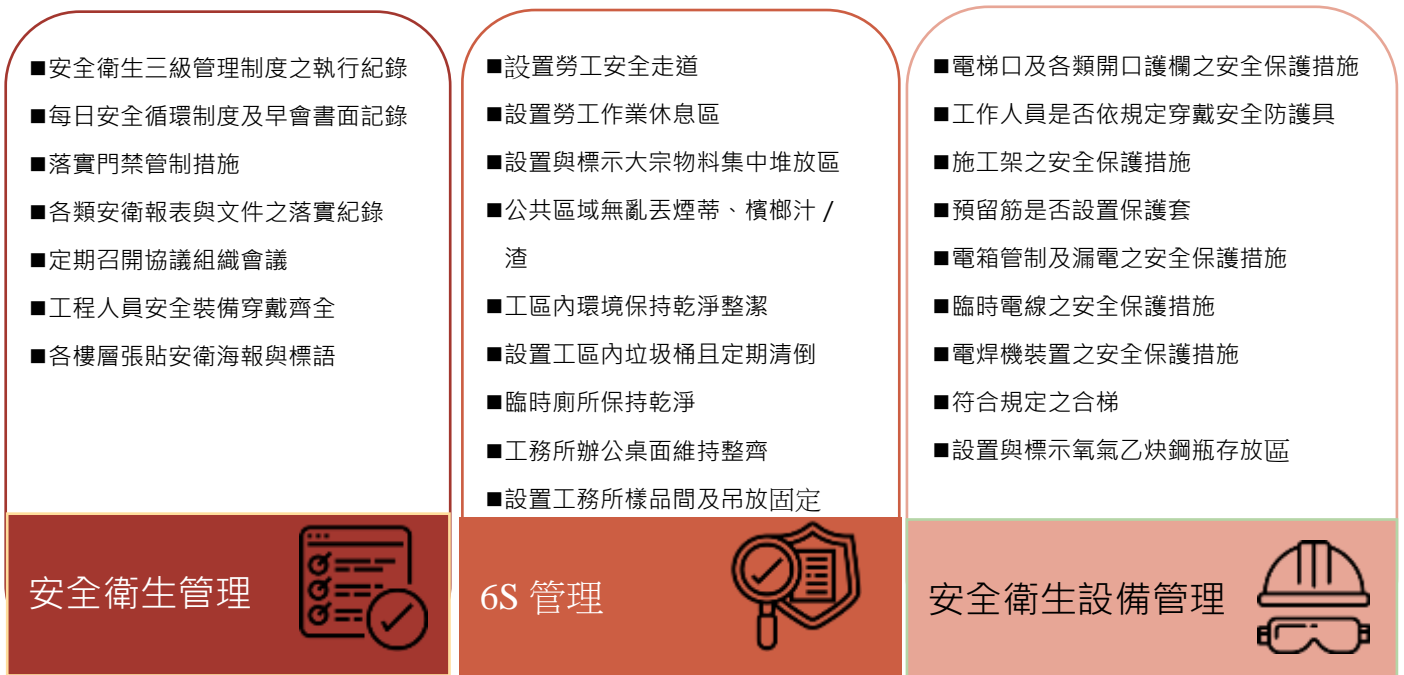 ■安全衛生三級管理制度之執行紀錄
■每日安全循環制度及早會書面記錄
■落實門禁管制措施
■各類安衛報表與文件之落實紀錄
■定期召開協議組織會議
■工程人員安全裝備穿戴齊全
■各樓層張貼安衛海報與標語
安全衛生管理
■設置勞工安全走道
■設置勞工作業休息區
■設置與標示大宗物料集中堆放區
■公共區域無亂丟煙蒂、檳榔汁 /
渣
■工區內環境保持乾淨整潔
■設置工區內垃圾桶且定期清倒
■臨時廁所保持乾淨
■工務所辦公桌面維持整齊
■設置工務所樣品間及吊放固定
6S 管理
■電梯口及各類開口護欄之安全保護措施
■工作人員是否依規定穿戴安全防護具
■施工架之安全保護措施
■預留筋是否設置保護套
■電箱管制及漏電之安全保護措施
■臨時電線之安全保護措施
■電焊機裝置之安全保護措施
■符合規定之合梯
■設置與標示氧氣乙炔鋼瓶存放區
安全衛生設備管理